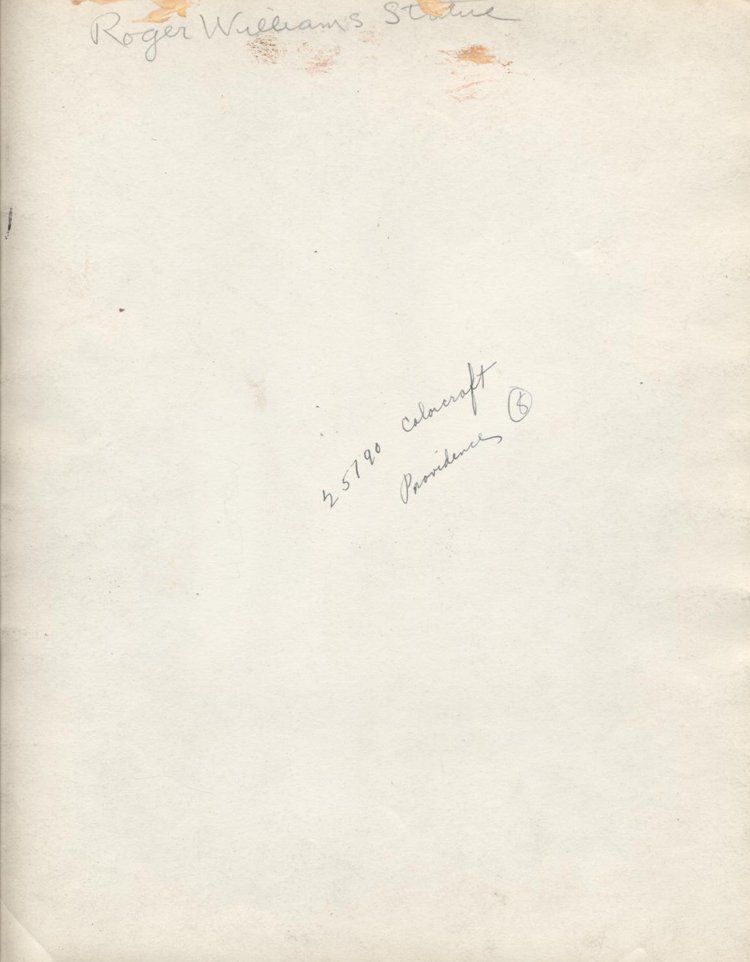 Roger Williams Statue
25790 Colorcraft
Providence 5